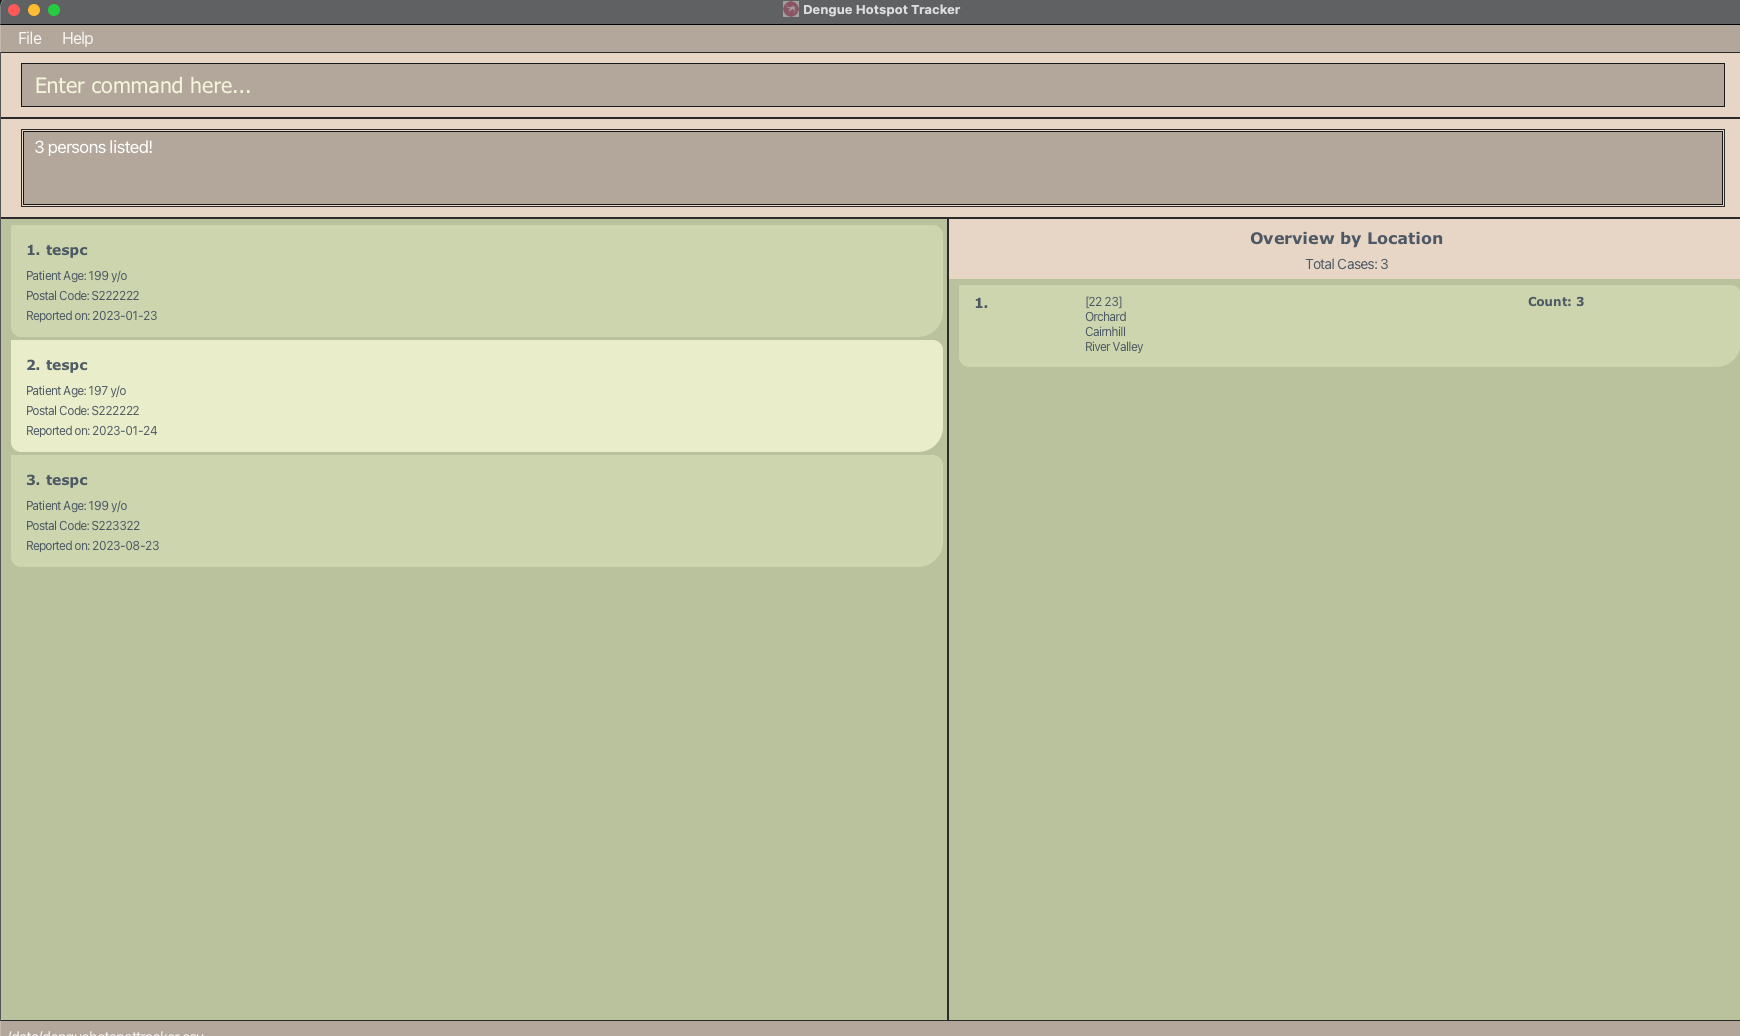 Dengue Hotspot Tracker
File Help
Enter command here...
3 persons listed!
1. tespc
Patient Age: 199 y/o
Postal Code: S222222
Reported on: 2023-01-23
2. tespc
Patient Age: 197 y/o
Postal Code: S222222
Reported on: 2023-01-24
3. tespc
Patient Age: 199 y/o
Postal Code: S223322
Reported on: 2023-08-23
Overview by Location
Total Cases: 3
1. [22 23] Count: 3
Orchard
Cairnhill
River Valley